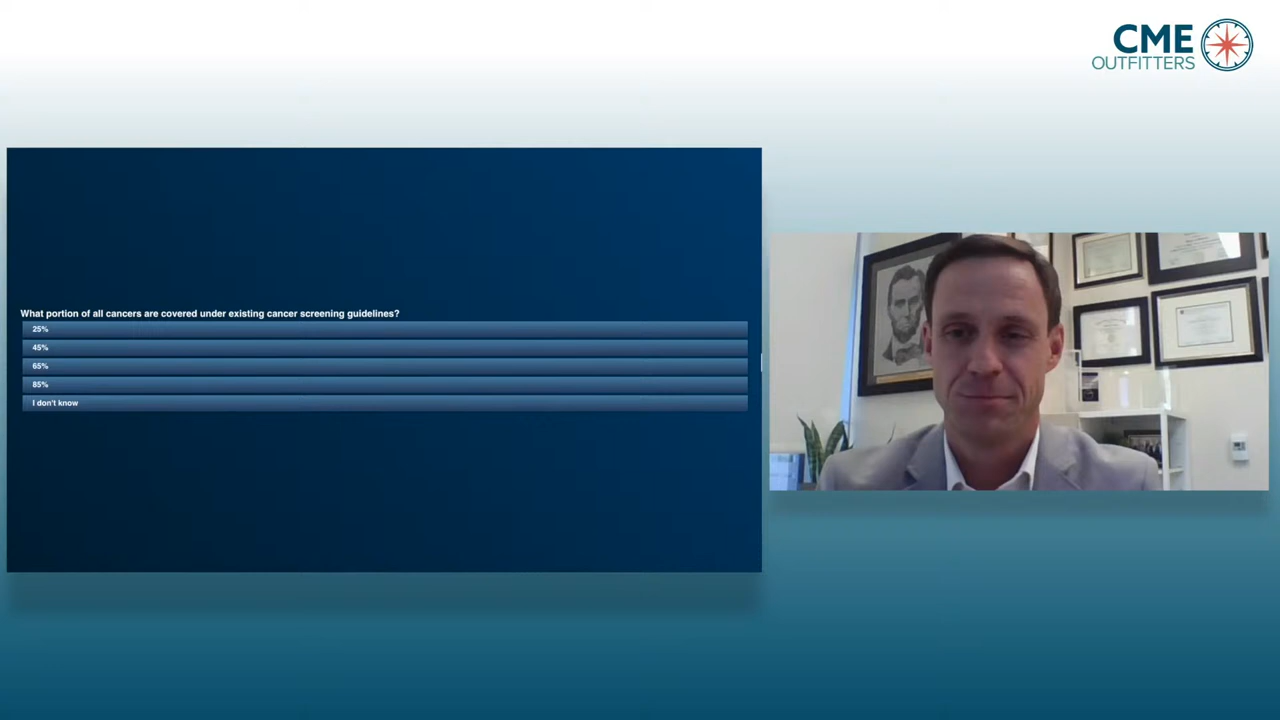 CME
OUTFITTERS
What portion of all cancers are covered under existing cancer screening guidelines?
25%
45%
65%
85%
I don't know